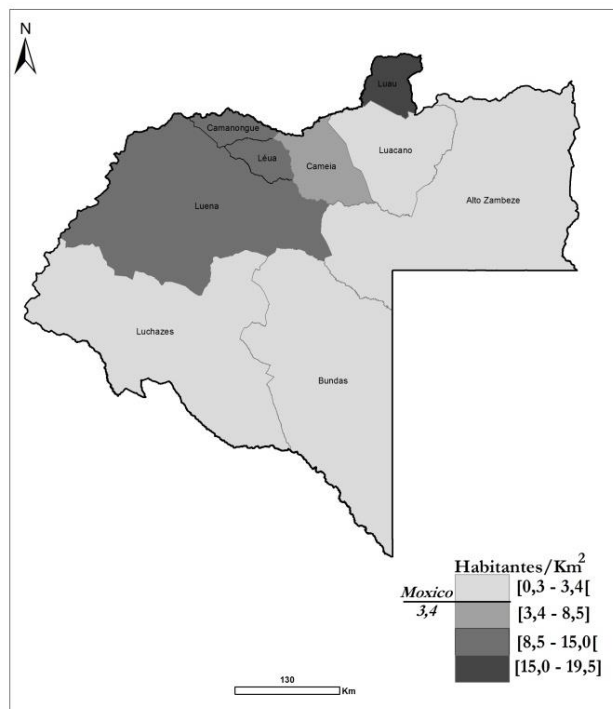 N
Luau
Camanongue
Léua
Cameia
Luacano
Alto Zambeze
Luena
Luchazes
Bundas
Habitantes/Km²
Moxico
3,4
[0,3 - 3,4[
[3,4 - 8,5]
[8,5 - 15,0[
[15,0 - 19,5]
130
Km